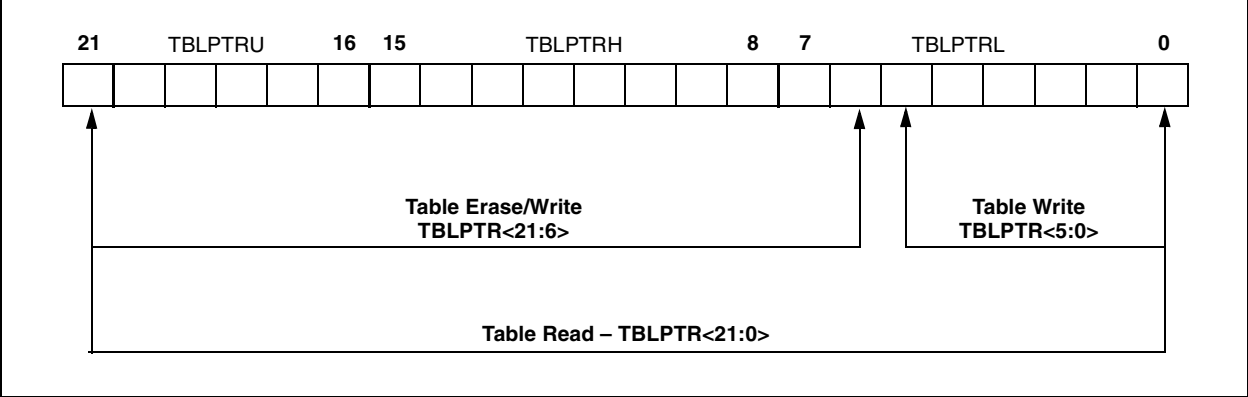 21 TBLPTRU 16 15 TBLPTRH 8 7 TBLPTRL 0
Table Erase/Write
TBLPTR<21:6>
Table Write
TBLPTR<5:0>
Table Read – TBLPTR<21:0>